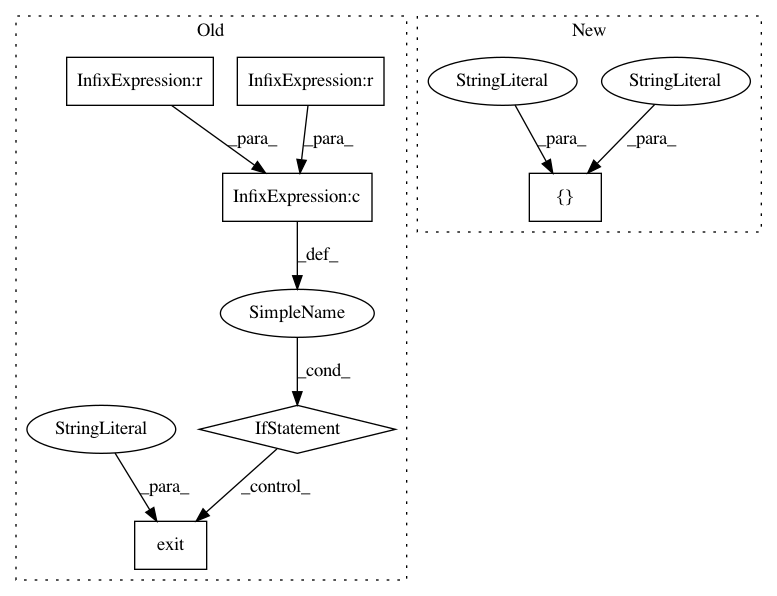 Old
New
InfixExpression:r
InfixExpression:r
StringLiteral
StringLiteral
_para_
_para_
_para_
_para_
InfixExpression:c
{}
_def_
SimpleName
_cond_
StringLiteral
IfStatement
_para_
_control_
exit